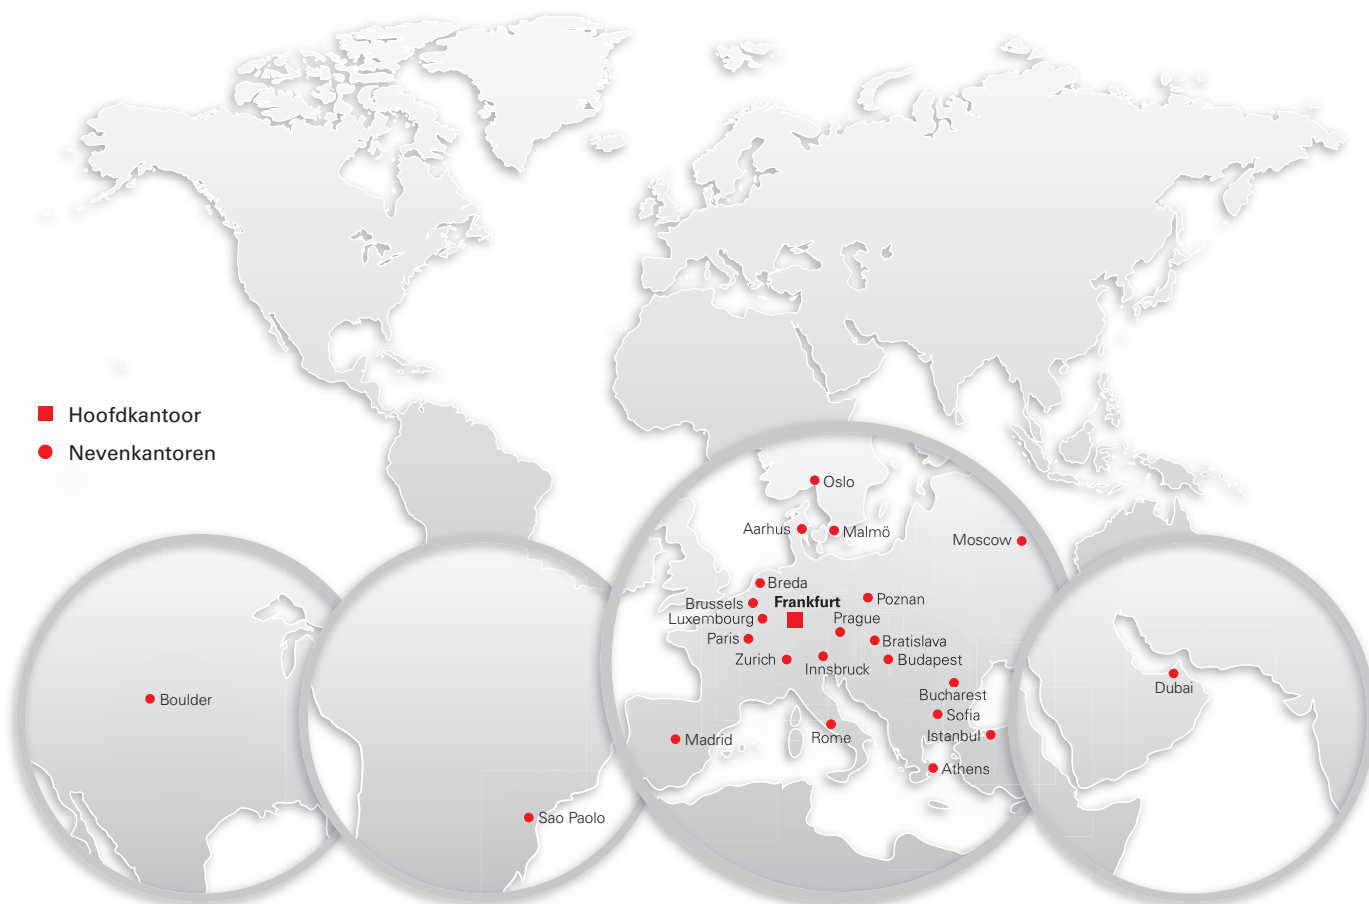 Hoofdkantoor
Nevenkantoren
Oslo
Aarhus
Malmö
Moscow
Breda
Brussels
Frankfurt
Poznan
Luxembourg
Prague
Paris
Bratislava
Zurich
Innsbruck
Budapest
Bucharest
Sofia
Istanbul
Madrid
Rome
Athens
Boulder
Sao Paolo
Dubai